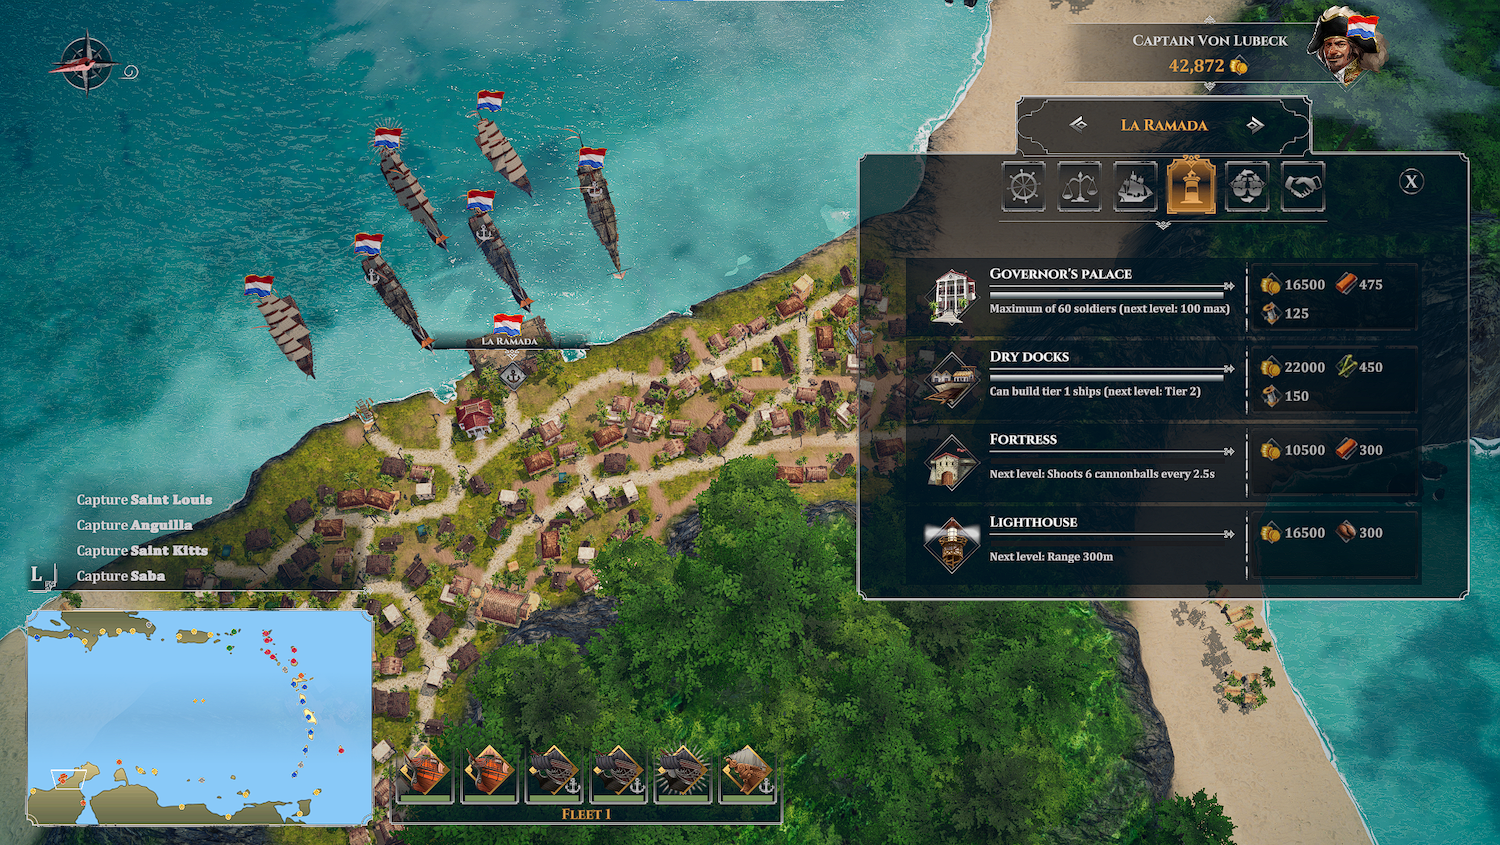 CAPTAIN VON LUBECK
42,872
LA RAMADA
X
GOVERNOR'S PALACE
Maximum of 60 soldiers (next level: 100 max)
16500 475
125
DRY DOCKS
Can build tier 1 ships (next level: Tier 2)
22000 450
150
FORTRESS
Next level: Shoots 6 cannonballs every 2.5s
10500 300
LIGHTHOUSE
Next level: Range 300m
16500 300
LA RAMADA
Capture Saint Louis
Capture Anguilla
Capture Saint Kitts
Capture Saba
L
FLEET 1